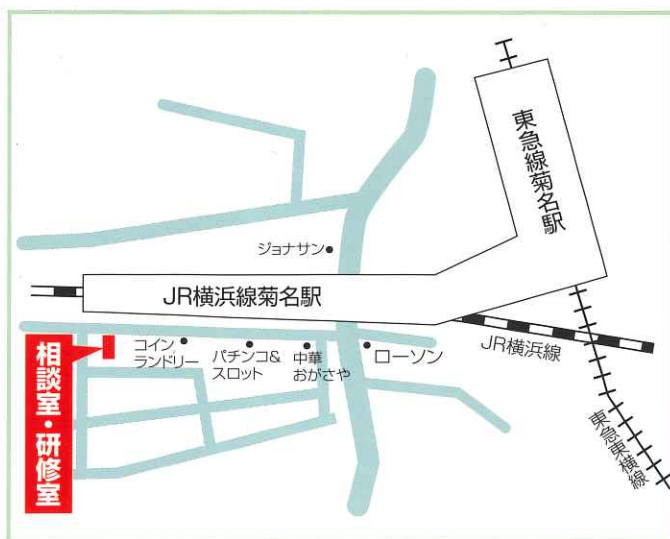 東急線菊名駅
ジョナサン
JR横浜線菊名駅
コイン
ランドリー
パチンコ&
スロット
中華
おがさや
ローソン
JR横浜線
東急東横線
相談室・研修室